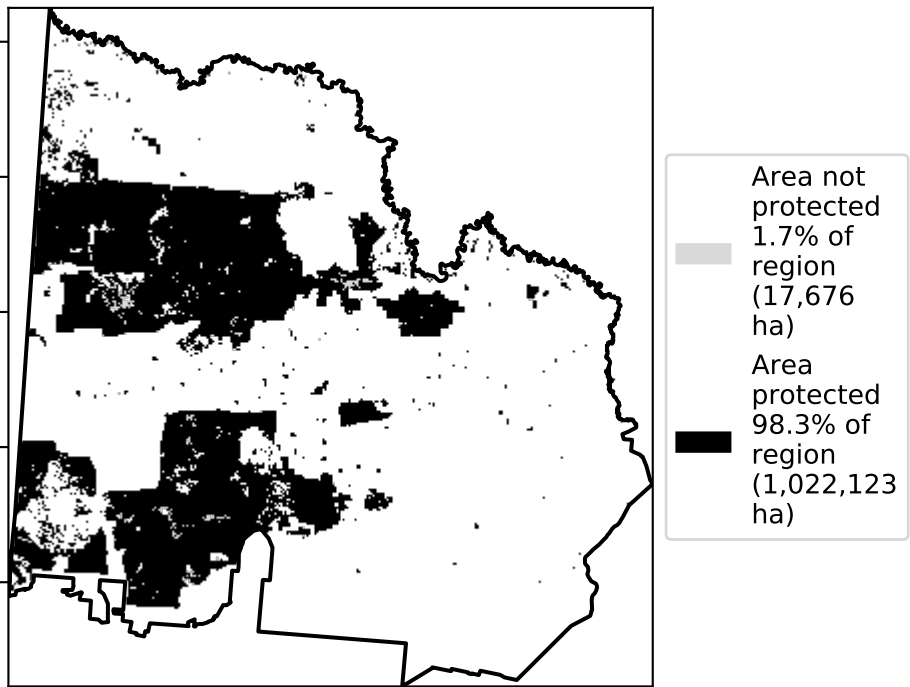 Area not
protected
1.7% of
region
(17,676
ha)
Area
protected
98.3% of
region
(1,022,123
ha)